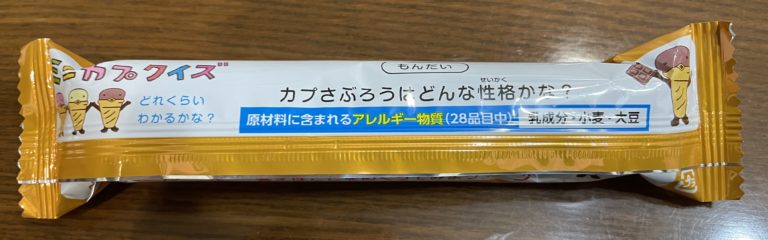 ミニカプクイズ
どれくらい
わかるかな？
もんだい
せいかく
カプさぶろうはどんな性格かな？
原材料に含まれるアレルギー物質(28品目中) 乳成分・小麦・大豆